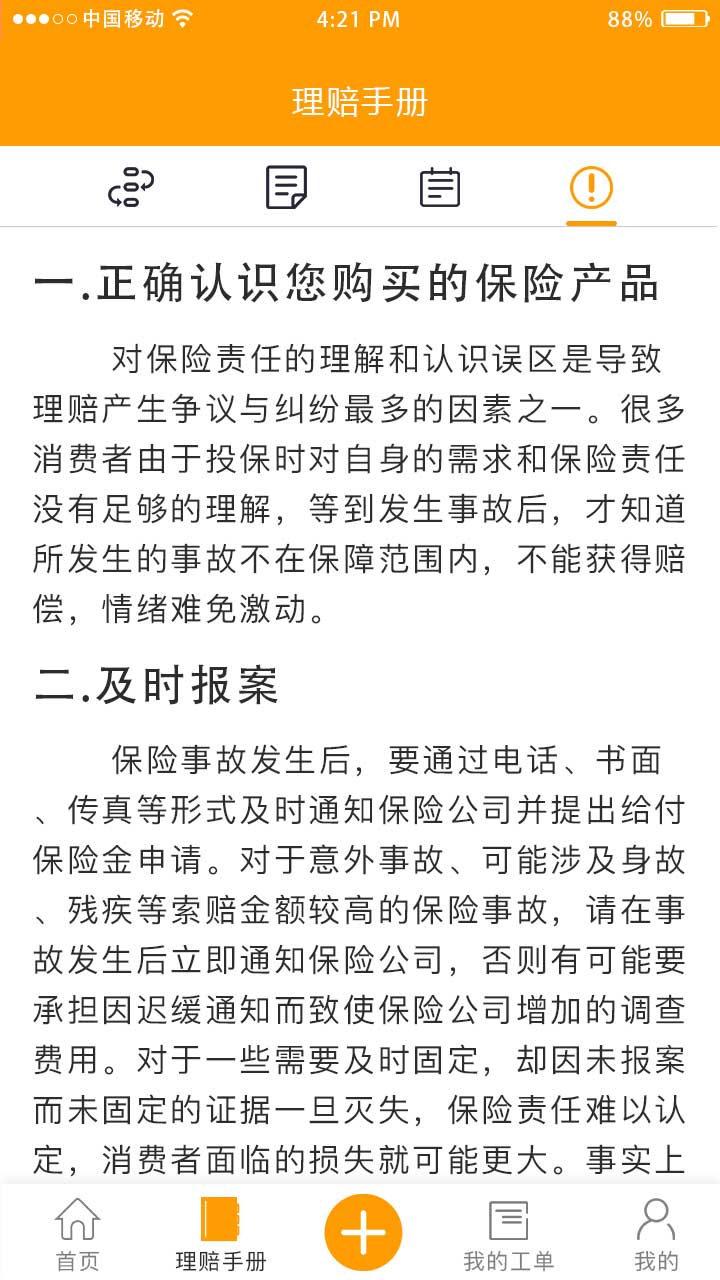 中国移动
4:21 PM
88%
理赔手册
一.正确认识您购买的保险产品
对保险责任的理解和认识误区是导致
理赔产生争议与纠纷最多的因素之一。很多
消费者由于投保时对自身的需求和保险责任
没有足够的理解，等到发生事故后，才知道
所发生的事故不在保障范围内，不能获得赔
偿，情绪难免激动。
二.及时报案
保险事故发生后，要通过电话、书面
、传真等形式及时通知保险公司并提出给付
保险金申请。对于意外事故、可能涉及身故
、残疾等索赔金额较高的保险事故，请在事
故发生后立即通知保险公司，否则有可能要
承担因迟缓通知而致使保险公司增加的调查
费用。对于一些需要及时固定，却因未报案
而未固定的证据一旦灭失，保险责任难以认
定，消费者面临的损失就可能更大。事实上
首页
理赔手册
我的工单
我的